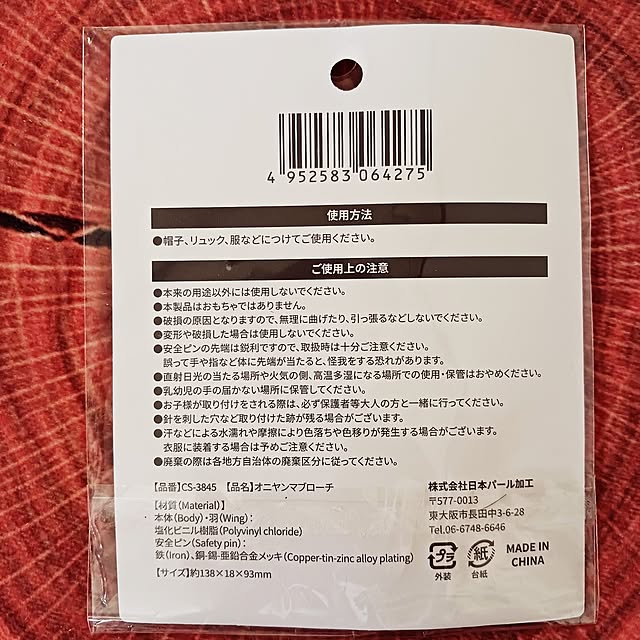 4 952583 064275
使用方法
●帽子、リュック、服などにつけてご使用ください。
ご使用上の注意
●本来の用途以外には使用しないでください。
●本製品はおもちゃではありません。
●破損の原因となりますので、無理に曲げたり、引っ張るなどしないでください。
●変形や破損した場合は使用しないでください。
●安全ピンの先端は鋭利ですので、取扱時は十分ご注意ください。
誤って手や指など体に先端が当たると、怪我をする恐れがあります。
●直射日光の当たる場所や火気の側、高温多湿になる場所での使用・保管はおやめください。
●乳幼児の手の届かない場所に保管してください。
●お子様が取り付けをされる際は、必ず保護者等大人の方と一緒に行ってください。
●針を刺した穴など取り付けた跡が残る場合がございます。
●汗などによる水濡れや摩擦により色落ちや色移りが発生する場合がございます。
衣服に装着する場合は予めご注意ください。
●廃棄の際は各地方自治体の廃棄区分に従ってください。
【品番】CS-3845 【品名】オニヤンマブローチ
【材質(Material)】
本体(Body)・羽(Wing):
塩化ビニル樹脂(Polyvinyl chloride)
安全ピン(Safety pin):
鉄(Iron)、銅-錫-亜鉛合金メッキ(Copper-tin-zinc alloy plating)
【サイズ】約138×18×93mm
株式会社日本パール加工
〒577-0013
東大阪市長田中3-6-28
Tel.06-6748-6646
プラ
外装
紙
台紙
MADE IN
CHINA